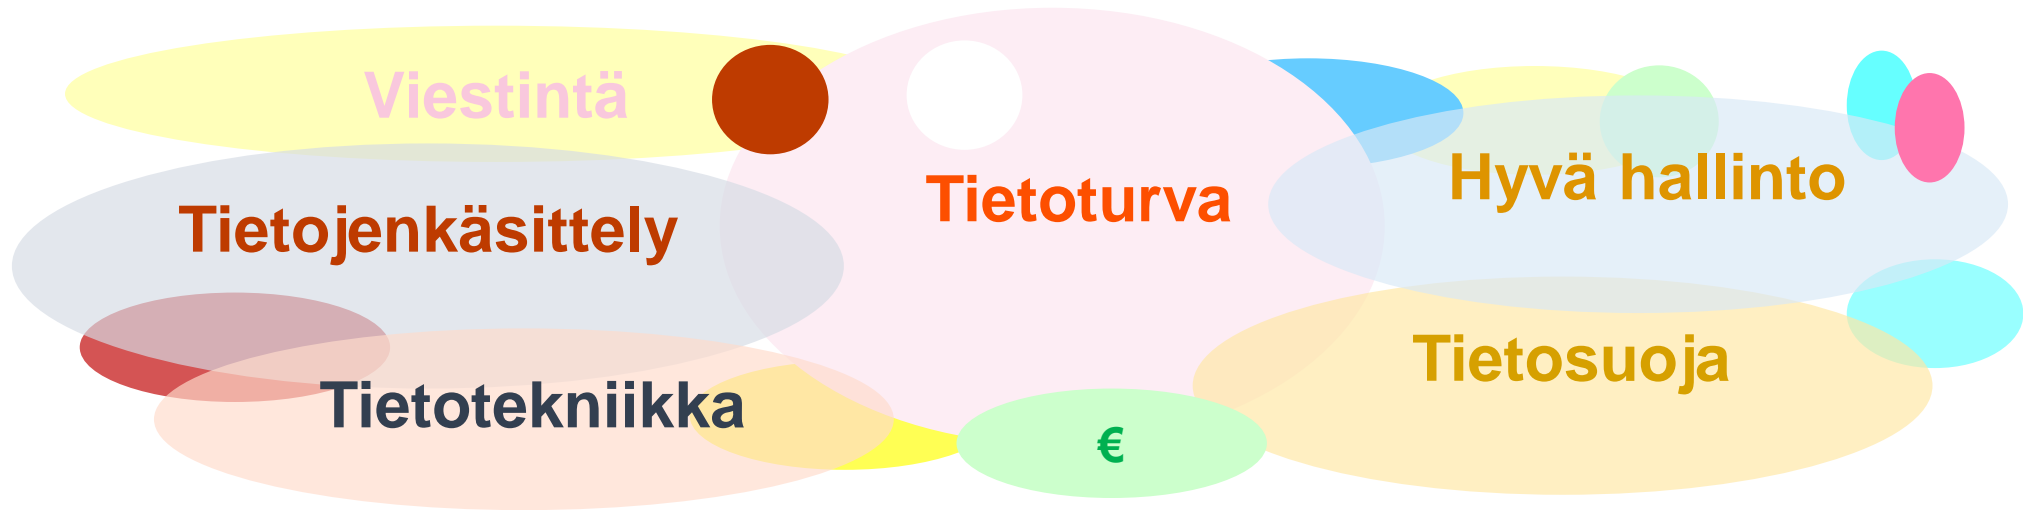 Viestintä
Tietojenkäsittely
Tietotekniikka
Tietoturva
€
Hyvä hallinto
Tietosuoja